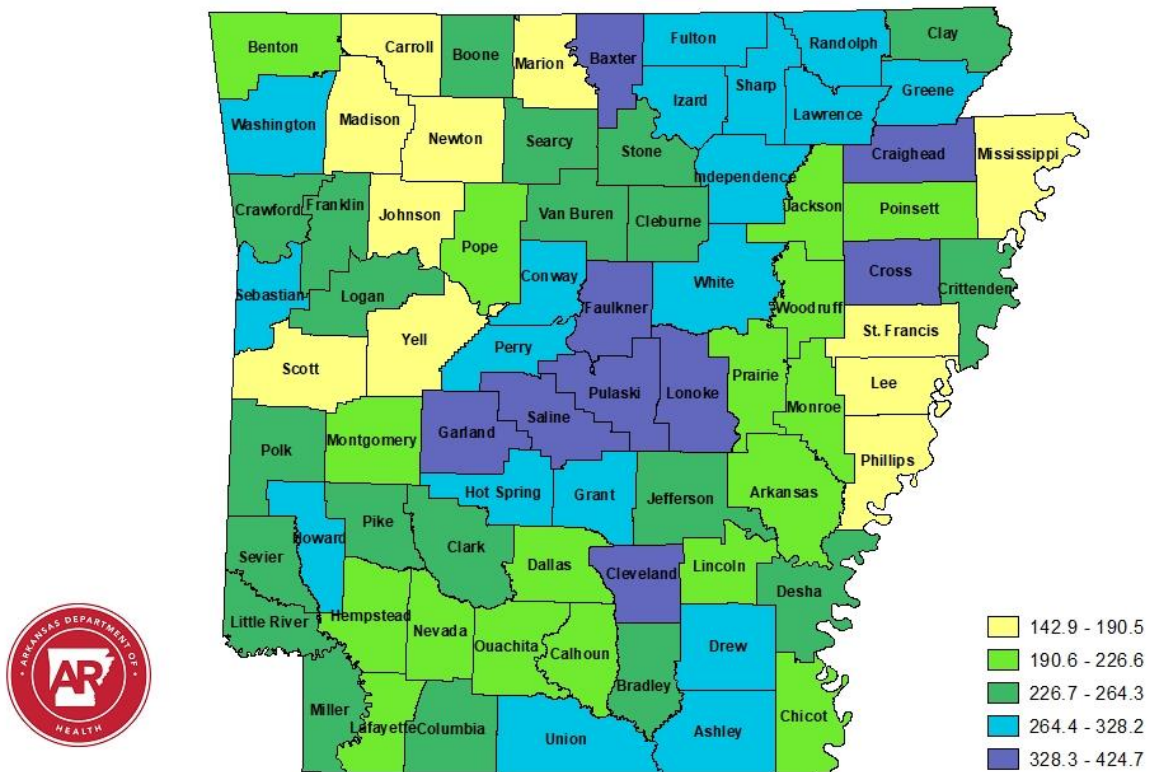 Benton
Carroll
Boone
Marion
Baxter
Fulton
Randolph
Clay
Washington
Madison
Newton
Searcy
Stone
Izard
Sharp
Lawrence
Greene
Craighead
Mississippi
Crawford
Franklin
Johnson
Pope
Van Buren
Cleburne
Independence
Jackson
Poinsett
Sebastian
Logan
Conway
Faulkner
White
Woodruff
Cross
Crittenden
Scott
Yell
Perry
Pulaski
Lonoke
Prairie
Monroe
St. Francis
Lee
Phillips
Polk
Montgomery
Garland
Saline
Hot Spring
Grant
Jefferson
Arkansas
Howard
Pike
Clark
Dallas
Cleveland
Lincoln
Desha
Sevier
Little River
Hempstead
Nevada
Ouachita
Calhoun
Bradley
Drew
Miller
Lafayette
Columbia
Union
Ashley
Chicot
ARKANSAS DEPARTMENT OF
AR
HEALTH
142.9 - 190.5
190.6 - 226.6
226.7 - 264.3
264.4 - 328.2
328.3 - 424.7